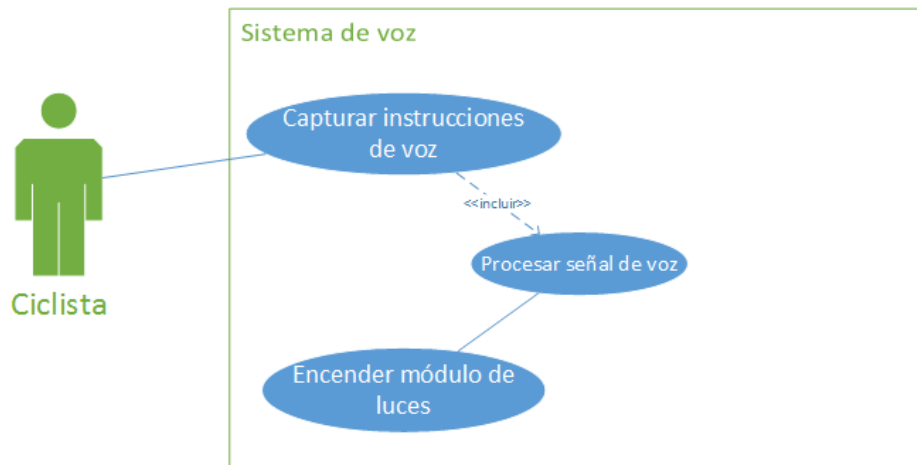 Sistema de voz
Capturar instrucciones
de voz
<<incluir>>
Procesar señal de voz
Ciclista
Encender módulo de
luces